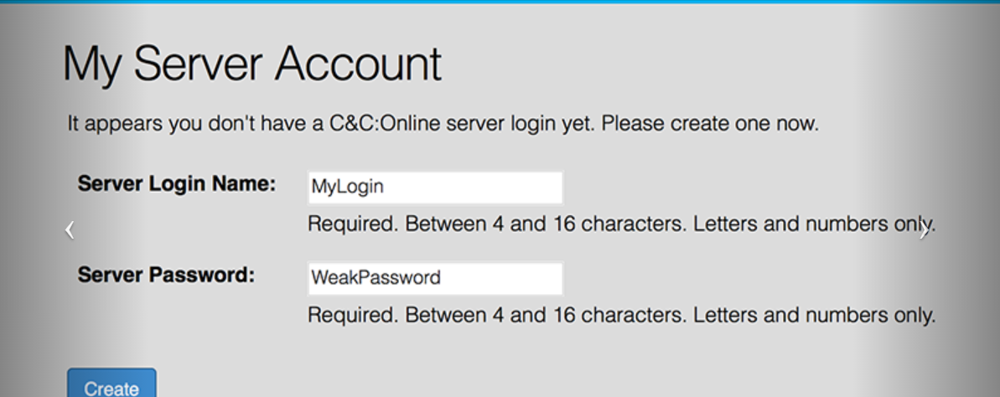 My Server Account
It appears you don't have a C&C:Online server login yet. Please create one now.
Server Login Name: MyLogin
Required. Between 4 and 16 characters. Letters and numbers only.
Server Password: WeakPassword
Required. Between 4 and 16 characters. Letters and numbers only.
Create